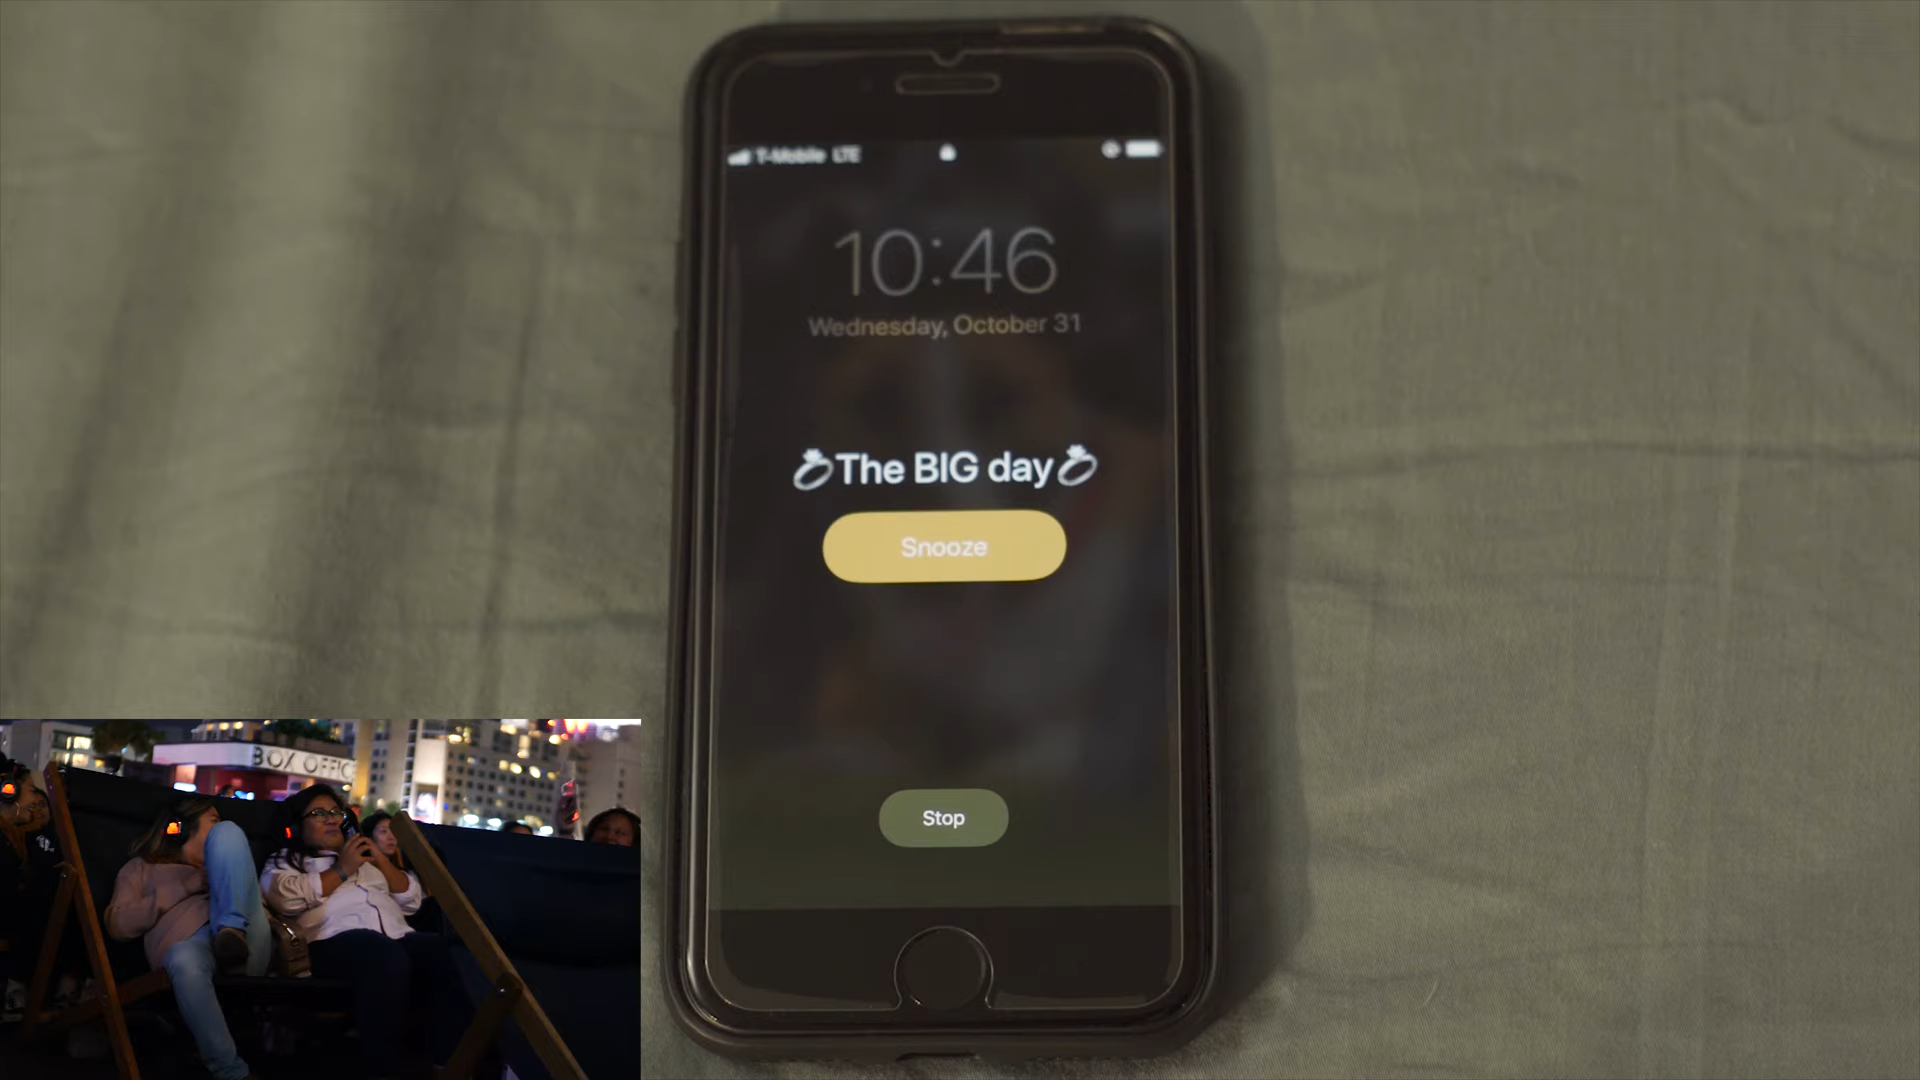 T-Mobile LTE
10:46
Wednesday, October 31
💍The BIG day💍
Snooze
Stop
BOX OFFIC